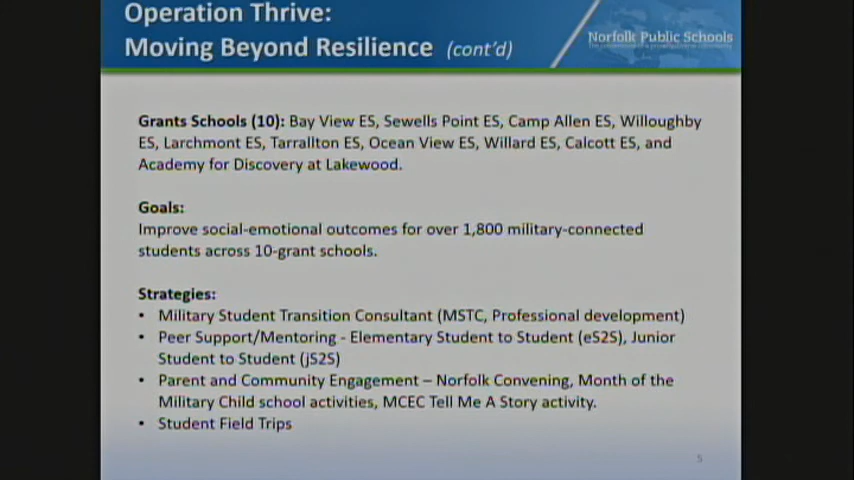 Operation Thrive:
Moving Beyond Resilience (cont'd)
Norfolk Public Schools
Grants Schools (10): Bay View ES, Sewells Point ES, Camp Allen ES, Willoughby
ES, Larchmont ES, Tarrallton ES, Ocean View ES, Willard ES, Calcott ES, and
Academy for Discovery at Lakewood.
Goals:
Improve social-emotional outcomes for over 1,800 military-connected
students across 10-grant schools.
Strategies:
• Military Student Transition Consultant (MSTC, Professional development)
• Peer Support/Mentoring - Elementary Student to Student (eS2S), Junior
Student to Student (jS2S)
• Parent and Community Engagement – Norfolk Convening, Month of the
Military Child school activities, MCEC Tell Me A Story activity.
• Student Field Trips
5